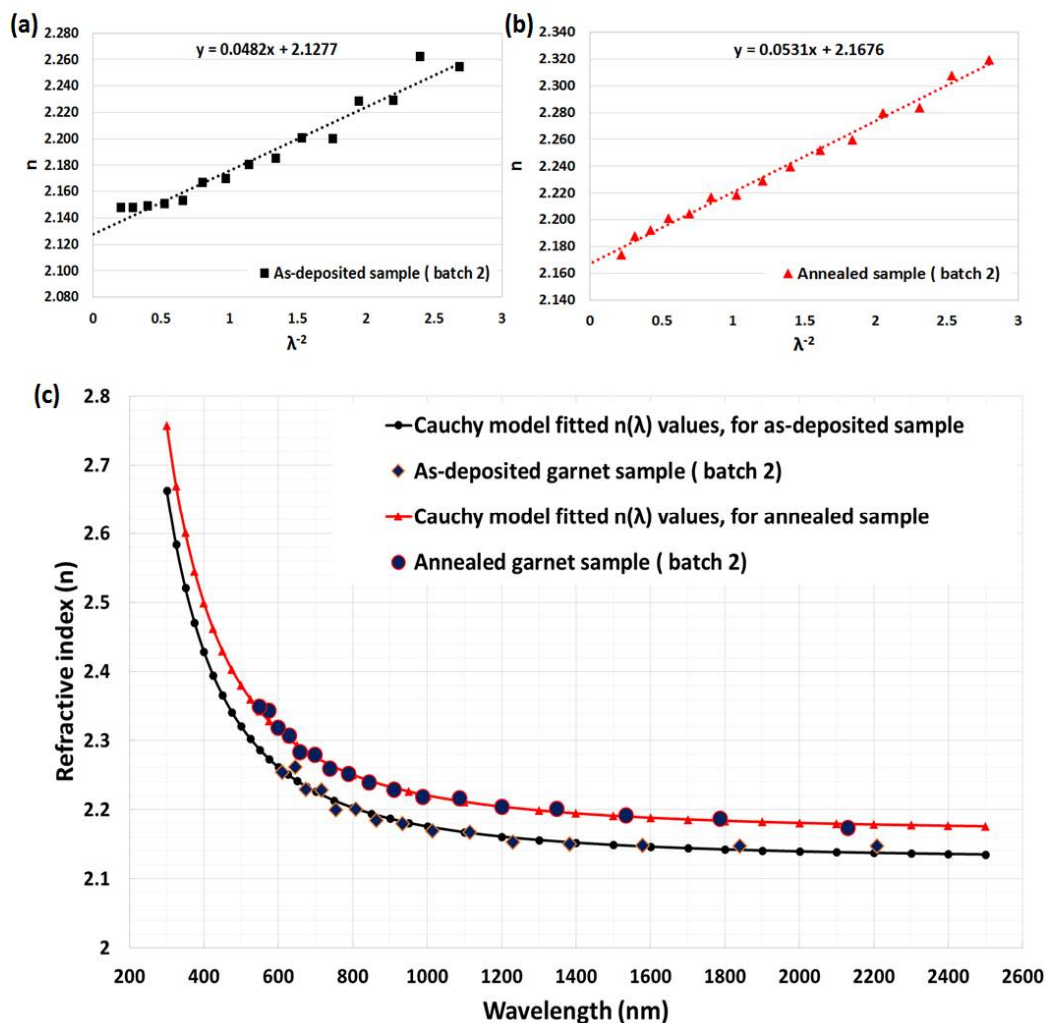 (a)
n
2.280
2.260
2.240
2.220
2.200
2.180
2.160
2.140
2.120
2.100
2.080
y = 0.0482x + 2.1277
As-deposited sample ( batch 2)
0 0.5 1 1.5 2 2.5 3
λ⁻²
(b)
n
2.340
2.320
2.300
2.280
2.260
2.240
2.220
2.200
2.180
2.160
2.140
y = 0.0531x + 2.1676
Annealed sample ( batch 2)
0 0.5 1 1.5 2 2.5 3
λ⁻²
(c)
Refractive index (n)
2.8
2.7
2.6
2.5
2.4
2.3
2.2
2.1
2
Cauchy model fitted n(λ) values, for as-deposited sample
As-deposited garnet sample ( batch 2)
Cauchy model fitted n(λ) values, for annealed sample
Annealed garnet sample ( batch 2)
200 400 600 800 1000 1200 1400 1600 1800 2000 2200 2400 2600
Wavelength (nm)